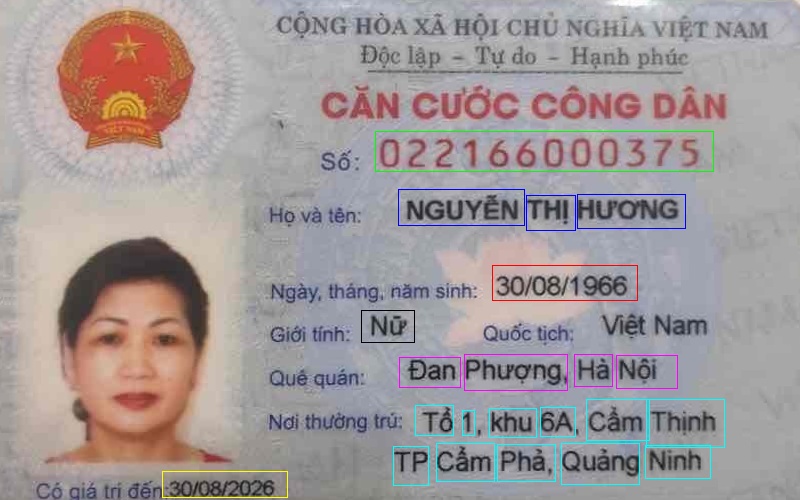 CỘNG HÒA XÃ HỘI CHỦ NGHĨA VIỆT NAM
Độc lập - Tự do - Hạnh phúc
CĂN CƯỚC CÔNG DÂN
VIỆT NAM
Số: 022166000375
Họ và tên: NGUYỄN THỊ HƯƠNG
Ngày, tháng, năm sinh: 30/08/1966
Giới tính: Nữ Quốc tịch: Việt Nam
Quê quán: Đan Phượng, Hà Nội
Nơi thường trú: Tổ 1, khu 6A, Cẩm Thịnh
TP Cẩm Phả, Quảng Ninh
Có giá trị đến: 30/08/2026